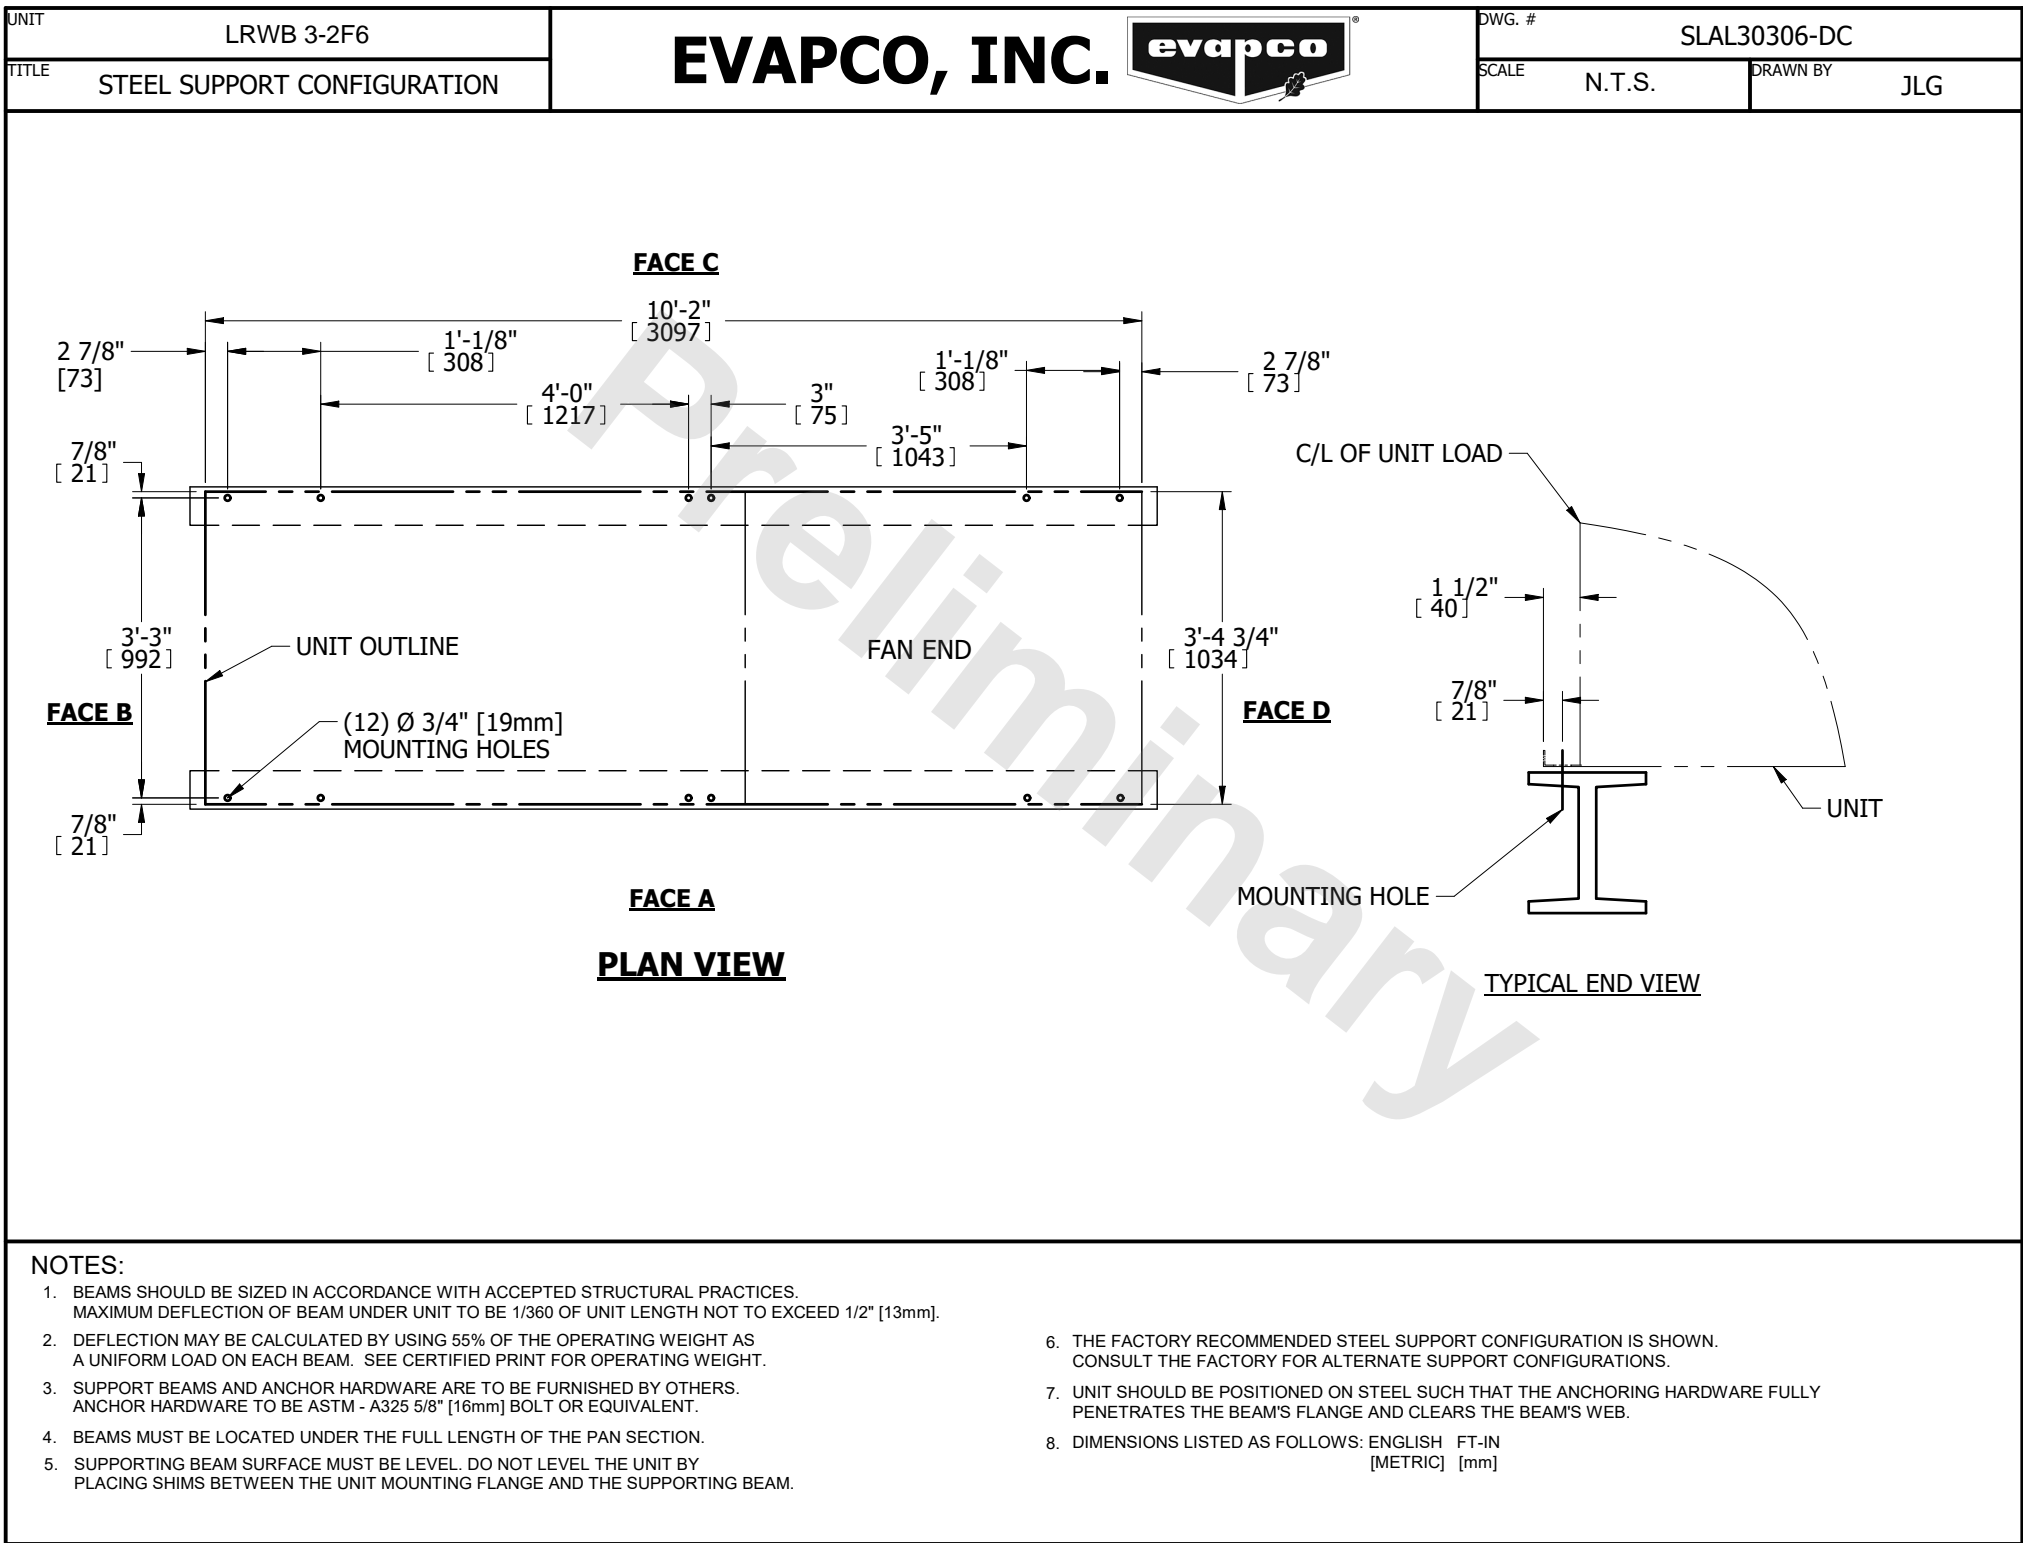 UNIT
LRWB 3-2F6
TITLE
STEEL SUPPORT CONFIGURATION
EVAPCO, INC.
evapco
®
DWG. #
SLAL30306-DC
SCALE
N.T.S.
DRAWN BY
JLG
FACE C
10'-2"
[ 3097]
2 7/8"
[73]
1'-1/8"
[ 308]
4'-0"
[ 1217]
3"
[ 75]
1'-1/8"
[ 308]
2 7/8"
[ 73]
3'-5"
[ 1043]
7/8"
[ 21]
3'-3"
[ 992]
UNIT OUTLINE
FAN END
3'-4 3/4"
[ 1034]
FACE B
(12) Ø 3/4" [19mm]
MOUNTING HOLES
FACE D
7/8"
[ 21]
FACE A
PLAN VIEW
C/L OF UNIT LOAD
1 1/2"
[ 40]
7/8"
[ 21]
UNIT
MOUNTING HOLE
TYPICAL END VIEW
Preliminary
NOTES:
1. BEAMS SHOULD BE SIZED IN ACCORDANCE WITH ACCEPTED STRUCTURAL PRACTICES.
MAXIMUM DEFLECTION OF BEAM UNDER UNIT TO BE 1/360 OF UNIT LENGTH NOT TO EXCEED 1/2" [13mm].
2. DEFLECTION MAY BE CALCULATED BY USING 55% OF THE OPERATING WEIGHT AS
A UNIFORM LOAD ON EACH BEAM. SEE CERTIFIED PRINT FOR OPERATING WEIGHT.
3. SUPPORT BEAMS AND ANCHOR HARDWARE ARE TO BE FURNISHED BY OTHERS.
ANCHOR HARDWARE TO BE ASTM - A325 5/8" [16mm] BOLT OR EQUIVALENT.
4. BEAMS MUST BE LOCATED UNDER THE FULL LENGTH OF THE PAN SECTION.
5. SUPPORTING BEAM SURFACE MUST BE LEVEL. DO NOT LEVEL THE UNIT BY
PLACING SHIMS BETWEEN THE UNIT MOUNTING FLANGE AND THE SUPPORTING BEAM.
6. THE FACTORY RECOMMENDED STEEL SUPPORT CONFIGURATION IS SHOWN.
CONSULT THE FACTORY FOR ALTERNATE SUPPORT CONFIGURATIONS.
7. UNIT SHOULD BE POSITIONED ON STEEL SUCH THAT THE ANCHORING HARDWARE FULLY
PENETRATES THE BEAM'S FLANGE AND CLEARS THE BEAM'S WEB.
8. DIMENSIONS LISTED AS FOLLOWS: ENGLISH FT-IN
[METRIC] [mm]